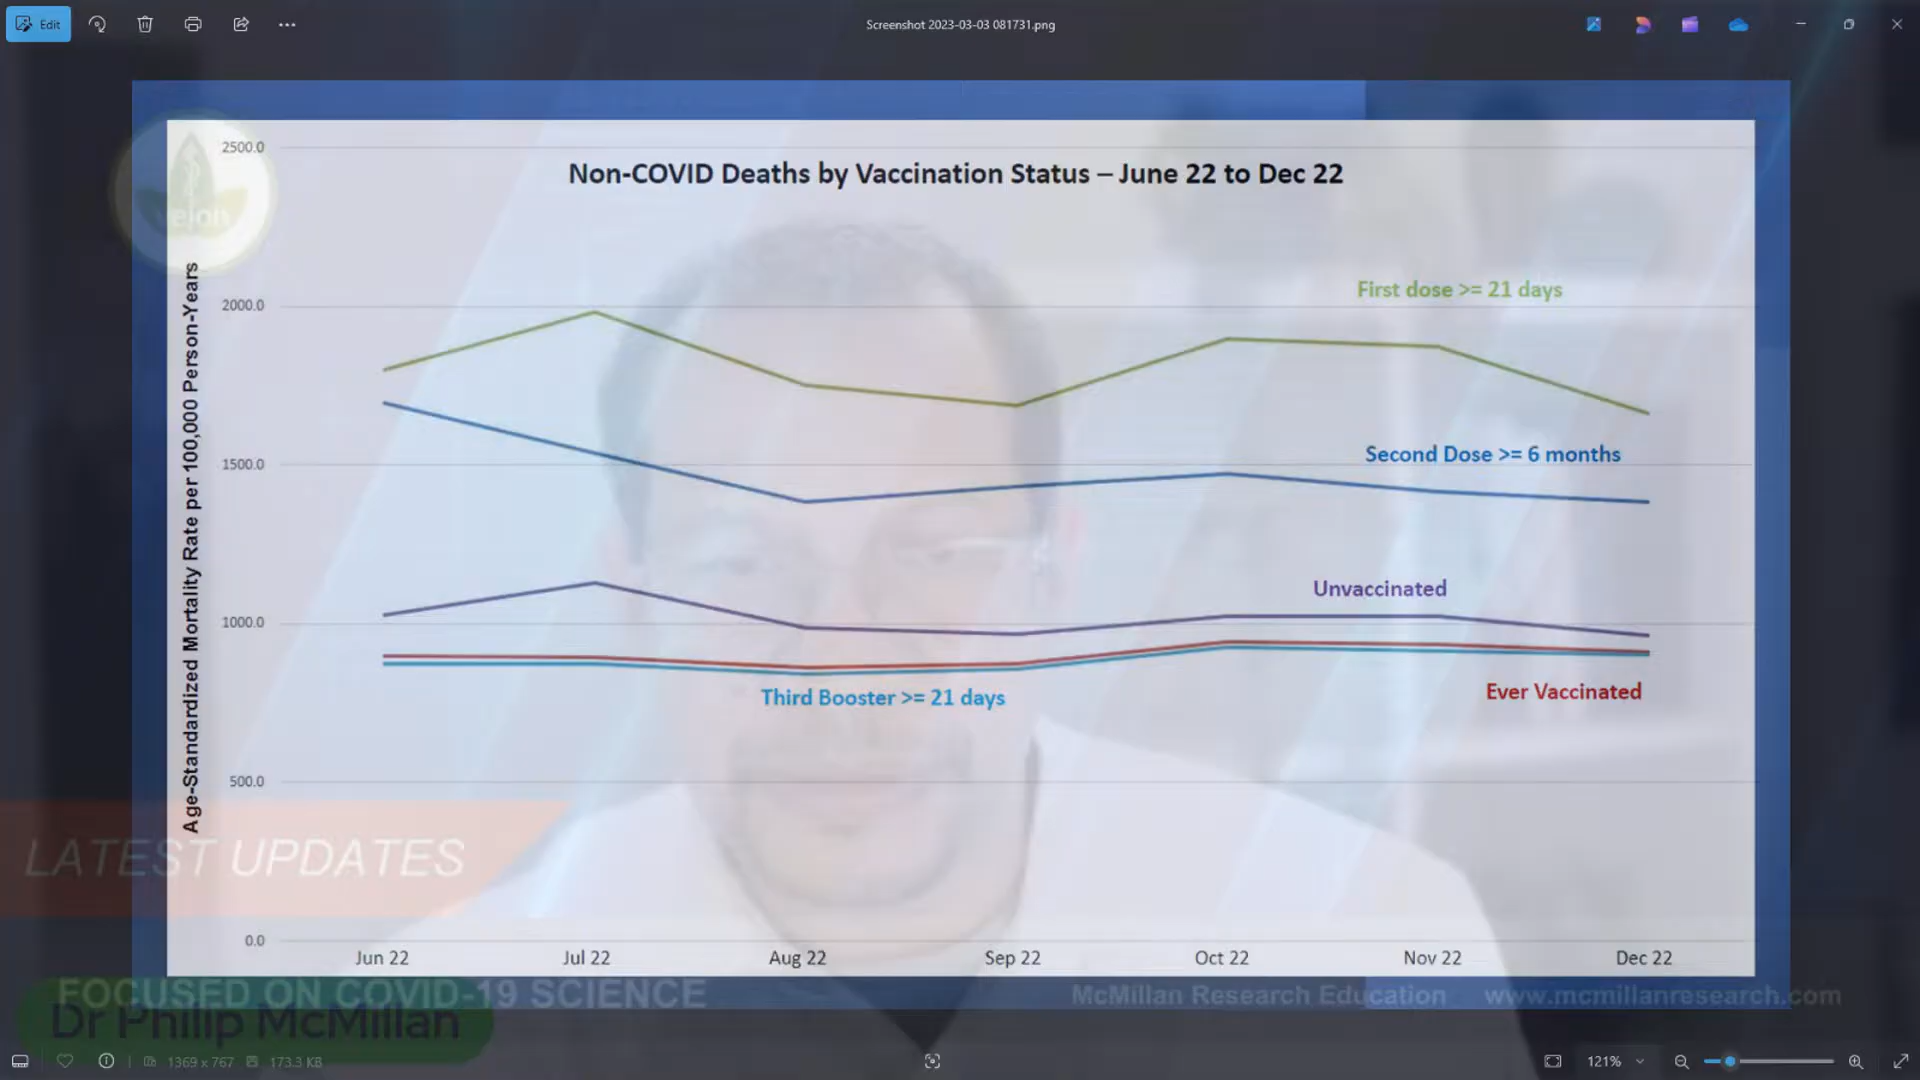 Edit
Screenshot 2023-03-03 081731.png
Non-COVID Deaths by Vaccination Status – June 22 to Dec 22
Age-Standardized Mortality Rate per 100,000 Person-Years
2500.0
2000.0
1500.0
1000.0
500.0
0.0
First dose >= 21 days
Second Dose >= 6 months
Unvaccinated
Third Booster >= 21 days
Ever Vaccinated
Jun 22
Jul 22
Aug 22
Sep 22
Oct 22
Nov 22
Dec 22
LATEST UPDATES
FOCUSED ON COVID-19 SCIENCE
McMillan Research Education www.mcmillanresearch.com
Dr Philip McMillan
1369 x 767
173.3 KB
121%